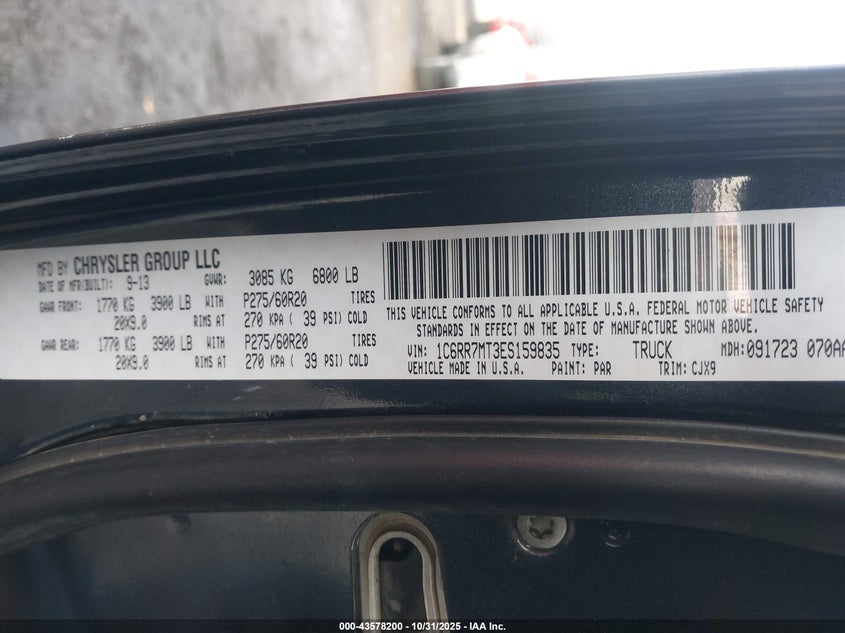 MFD BY CHRYSLER GROUP LLC
DATE OF MFR(BUILT): 9-13 GVWR: 3085 KG 6800 LB
GAWR FRONT: 1770 KG 3900 LB WITH P275/60R20 TIRES
20X9.0 RIMS AT 270 KPA ( 39 PSI) COLD
GAWR REAR: 1770 KG 3900 LB WITH P275/60R20 TIRES
20X9.0 RIMS AT 270 KPA ( 39 PSI) COLD
THIS VEHICLE CONFORMS TO ALL APPLICABLE U.S.A. FEDERAL MOTOR VEHICLE SAFETY
STANDARDS IN EFFECT ON THE DATE OF MANUFACTURE SHOWN ABOVE.
VIN: 1C6RR7MT3ES159835 TYPE: TRUCK MDH:091723 070AA
VEHICLE MADE IN U.S.A. PAINT: PAR TRIM: CJX9
000-43578200 - 10/31/2025 - IAA Inc.